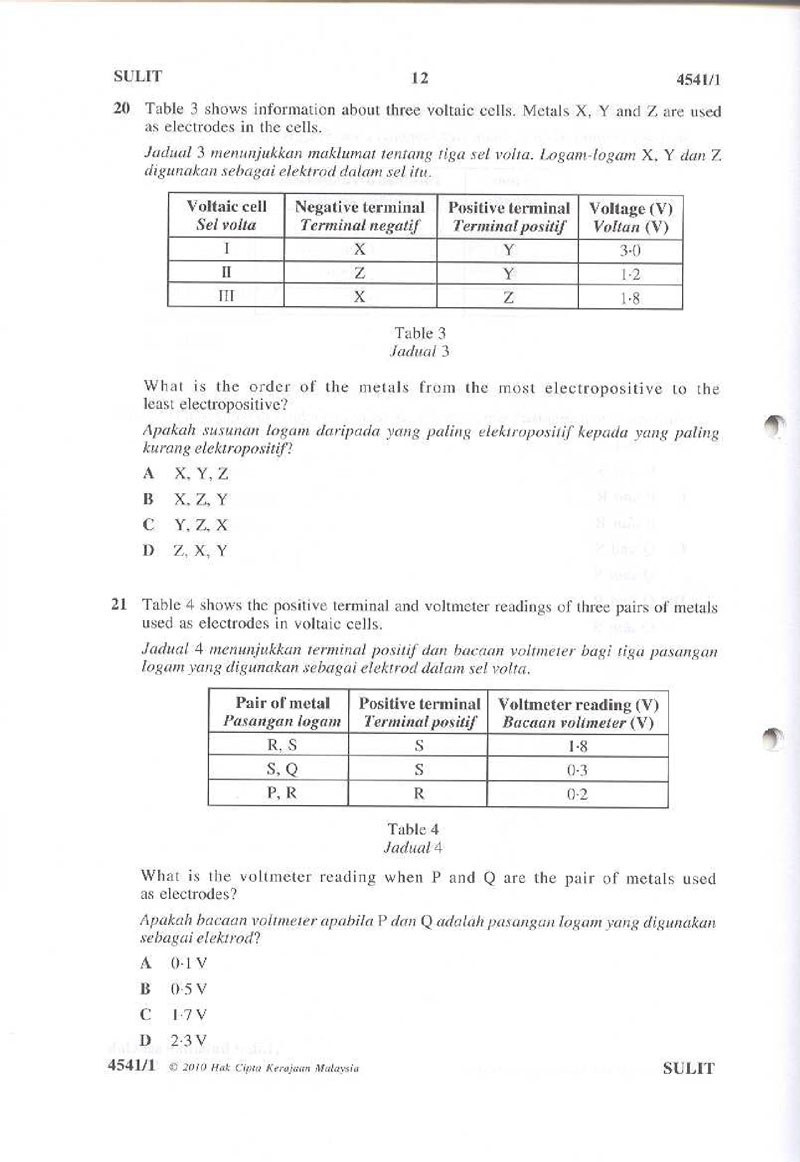 SULIT 12 4541/1
20 Table 3 shows information about three voltaic cells. Metals X, Y and Z are used
as electrodes in the cells.
Jadual 3 menunjukkan maklumat tentang tiga sel volta. Logam-logam X, Y dan Z
digunakan sebagai elektrod dalam sel itu.
Voltaic cell Negative terminal Positive terminal Voltage (V)
Sel volta Terminal negatif Terminal positif Voltan (V)
I X Y 3·0
II Z Y 1·2
III X Z 1·8
Table 3
Jadual 3
What is the order of the metals from the most electropositive to the
least electropositive?
Apakah susunan logam daripada yang paling elektropositif kepada yang paling
kurang elektropositif?
A X, Y, Z
B X, Z, Y
C Y, Z, X
D Z, X, Y
21 Table 4 shows the positive terminal and voltmeter readings of three pairs of metals
used as electrodes in voltaic cells.
Jadual 4 menunjukkan terminal positif dan bacaan voltmeter bagi tiga pasangan
logam yang digunakan sebagai elektrod dalam sel volta.
Pair of metal Positive terminal Voltmeter reading (V)
Pasangan logam Terminal positif Bacaan voltmeter (V)
R, S S 1·8
S, Q S 0·3
P, R R 0·2
Table 4
Jadual 4
What is the voltmeter reading when P and Q are the pair of metals used
as electrodes?
Apakah bacaan voltmeter apabila P dan Q adalah pasangan logam yang digunakan
sebagai elektrod?
A 0·1 V
B 0·5 V
C 1·7 V
D 2·3 V
4541/1 © 2010 Hak Cipta Kerajaan Malaysia SULIT